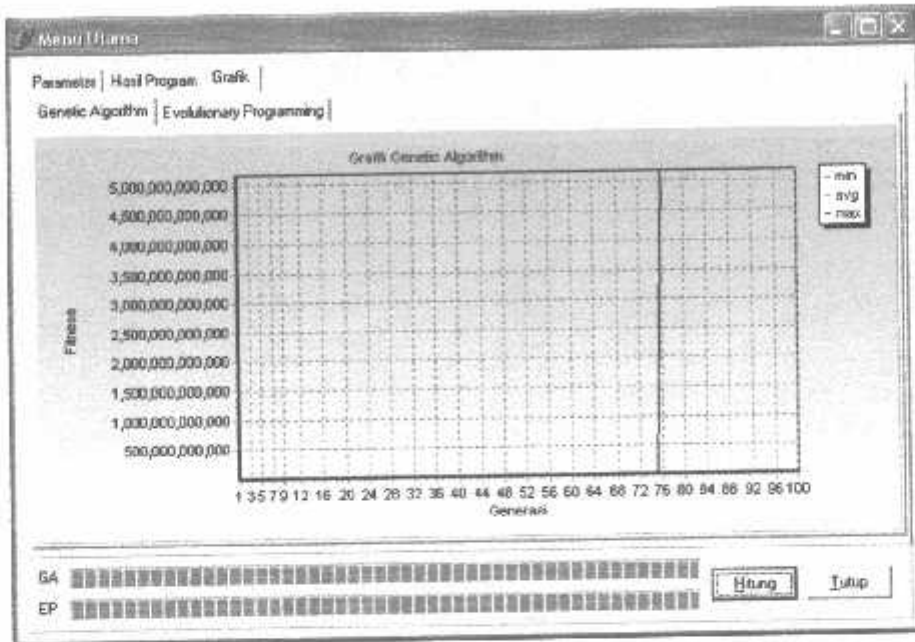 Menu Utama
Parameter Hasil Program Grafik
Genetic Algorithm Evolutionary Programming
Grafik Genetic Algorithm
min
avg
max
Fitness
5,000,000,000,000
4,500,000,000,000
4,000,000,000,000
3,500,000,000,000
3,000,000,000,000
2,500,000,000,000
2,000,000,000,000
1,500,000,000,000
1,000,000,000,000
500,000,000,000
1 3 5 7 9 12 16 20 24 28 32 36 40 44 48 52 56 60 64 68 72 76 80 84 88 92 96 100
Generasi
GA
EP
Hitung Tutup